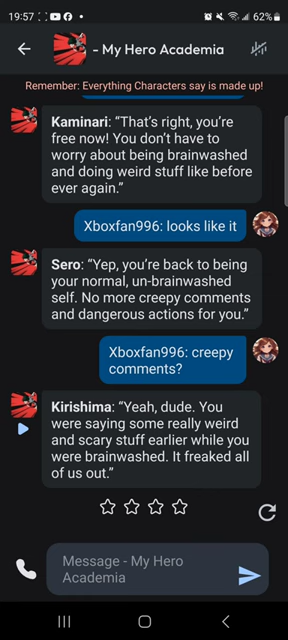 19:57
62%
- My Hero Academia
Remember: Everything Characters say is made up!
Kaminari: “That's right, you're
free now! You don't have to
worry about being brainwashed
and doing weird stuff like before
ever again.”
Xboxfan996: looks like it
Sero: “Yep, you're back to being
your normal, un-brainwashed
self. No more creepy comments
and dangerous actions for you.”
Xboxfan996: creepy
comments?
Kirishima: “Yeah, dude. You
were saying some really weird
and scary stuff earlier while you
were brainwashed. It freaked all
of us out.”
Message - My Hero
Academia